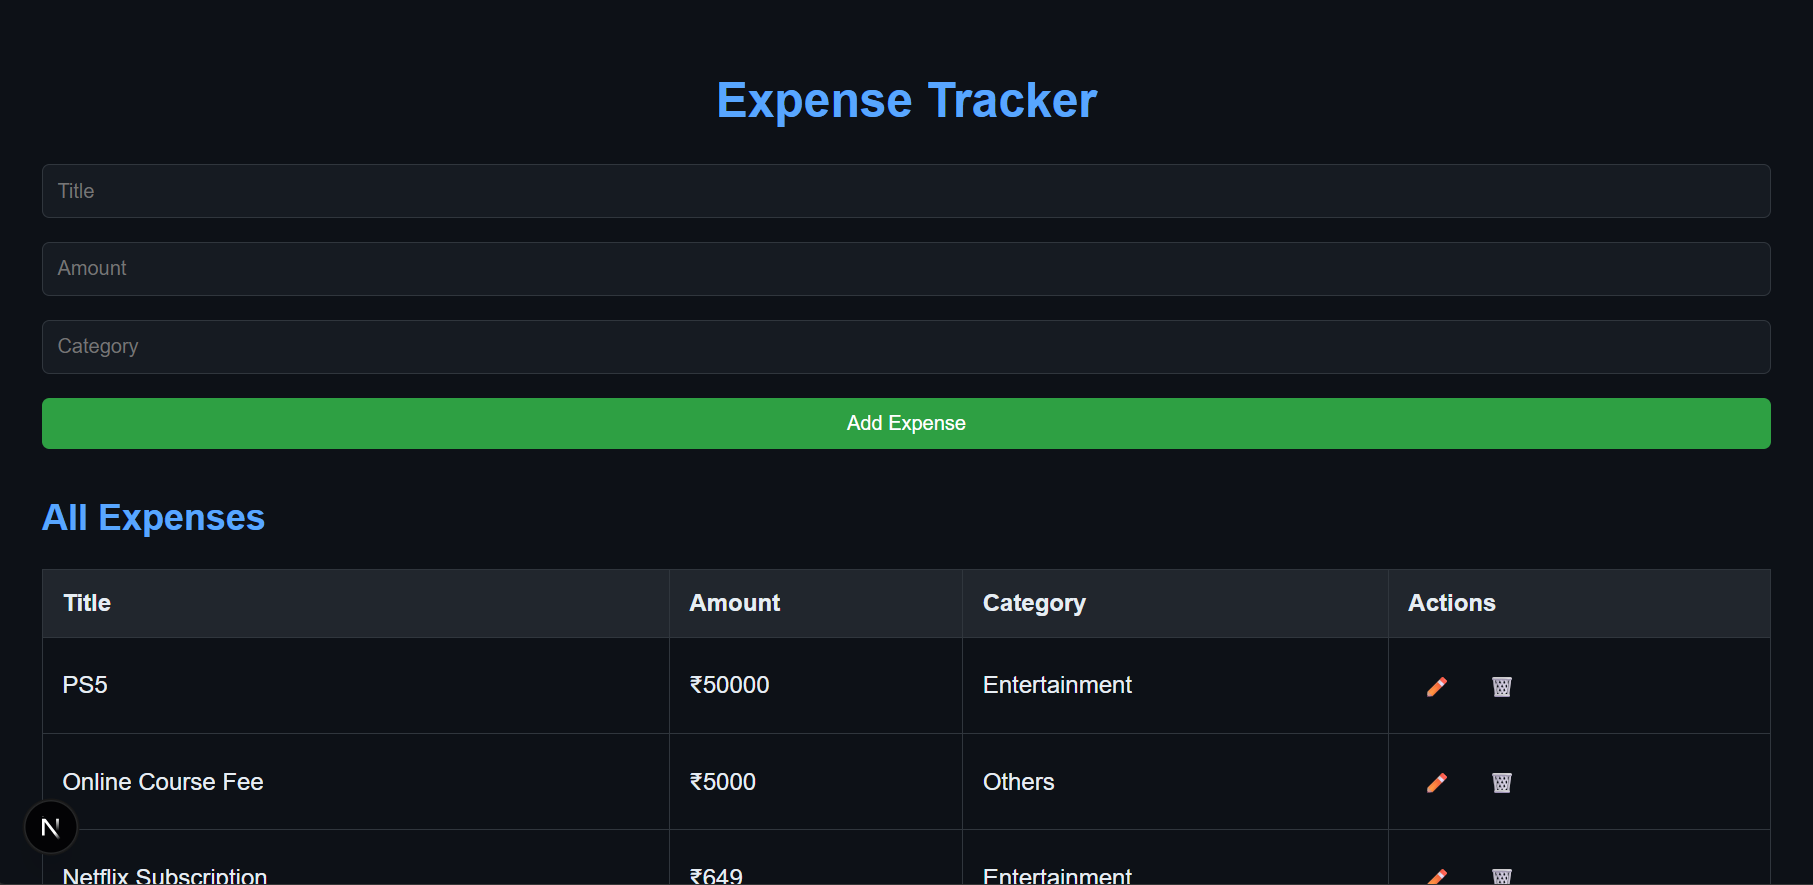 Expense Tracker
Title
Amount
Category
Add Expense
All Expenses
Title Amount Category Actions
PS5 ₹50000 Entertainment
Online Course Fee ₹5000 Others
N
Netflix Subscription ₹649 Entertainment